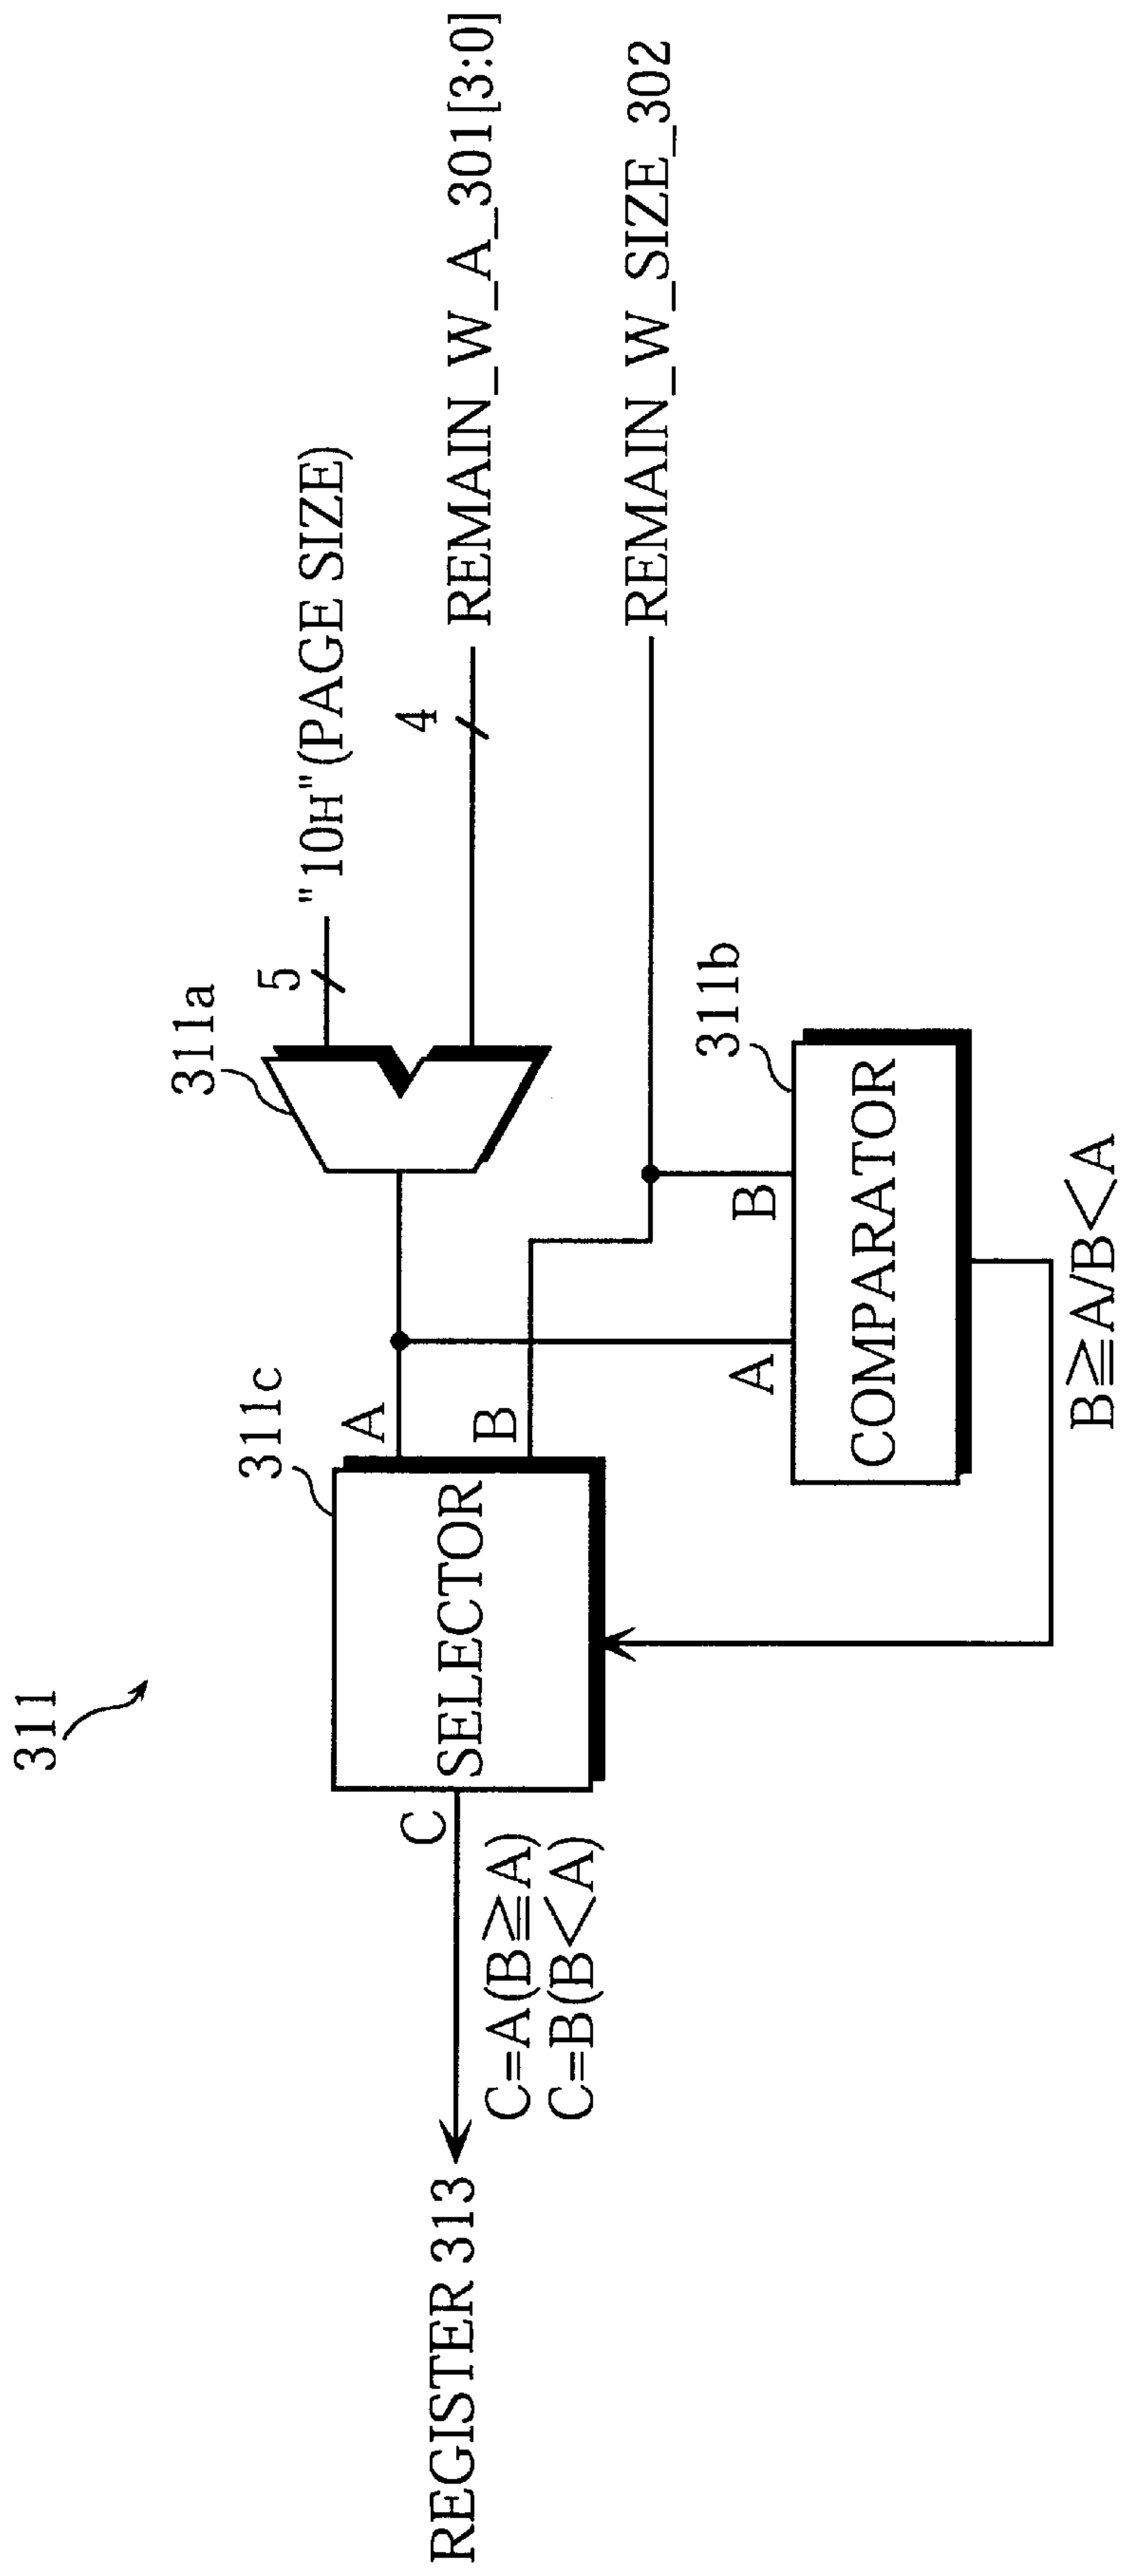 311
311a
5
"10H"(PAGE SIZE)
4
REMAIN_W_A_301[3:0]
REMAIN_W_SIZE_302
311c
A
B
SELECTOR
C
C=A(B≧A)
C=B(B<A)
REGISTER 313
311b
A
B
COMPARATOR
B≧A/B<A